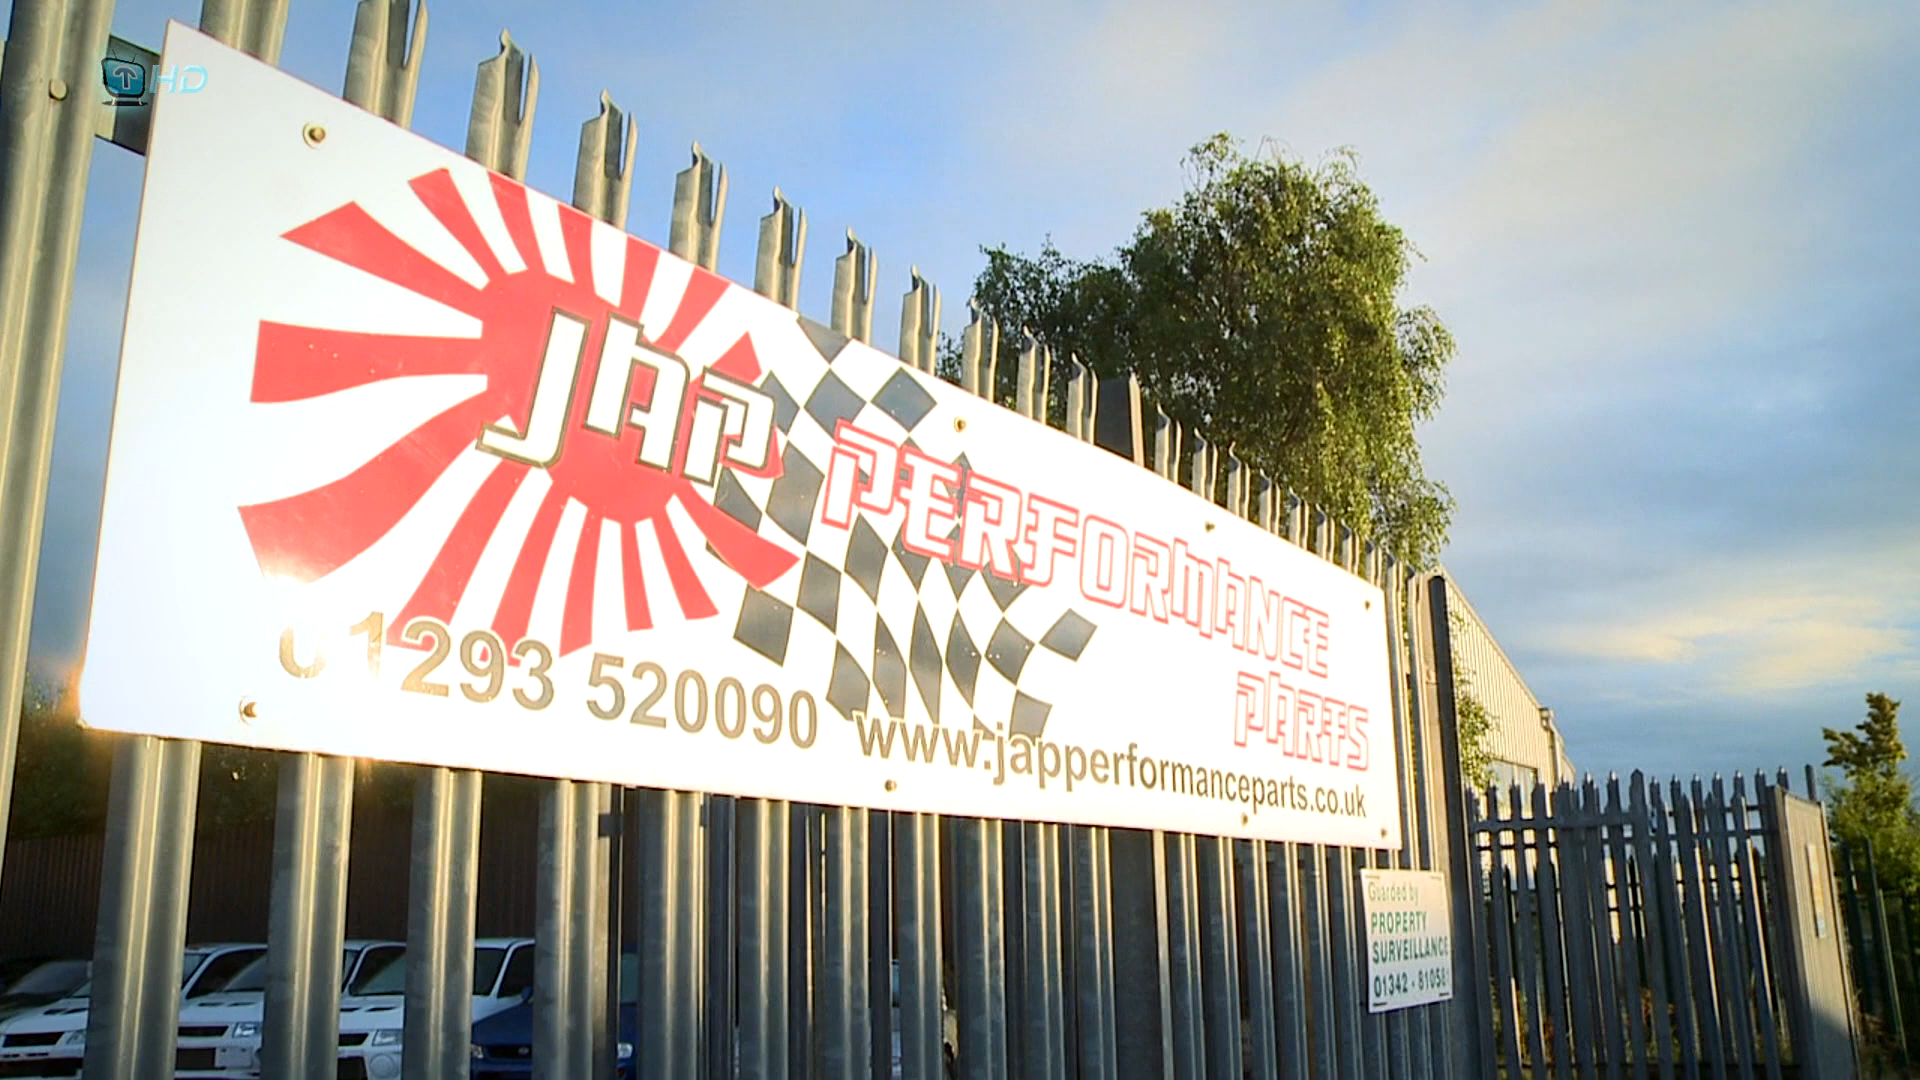 HD
JAP PERFORMANCE
PARTS
01293 520090 www.japperformanceparts.co.uk
Guarded by
PROPERTY
SURVEILLANCE
01342 - 810581